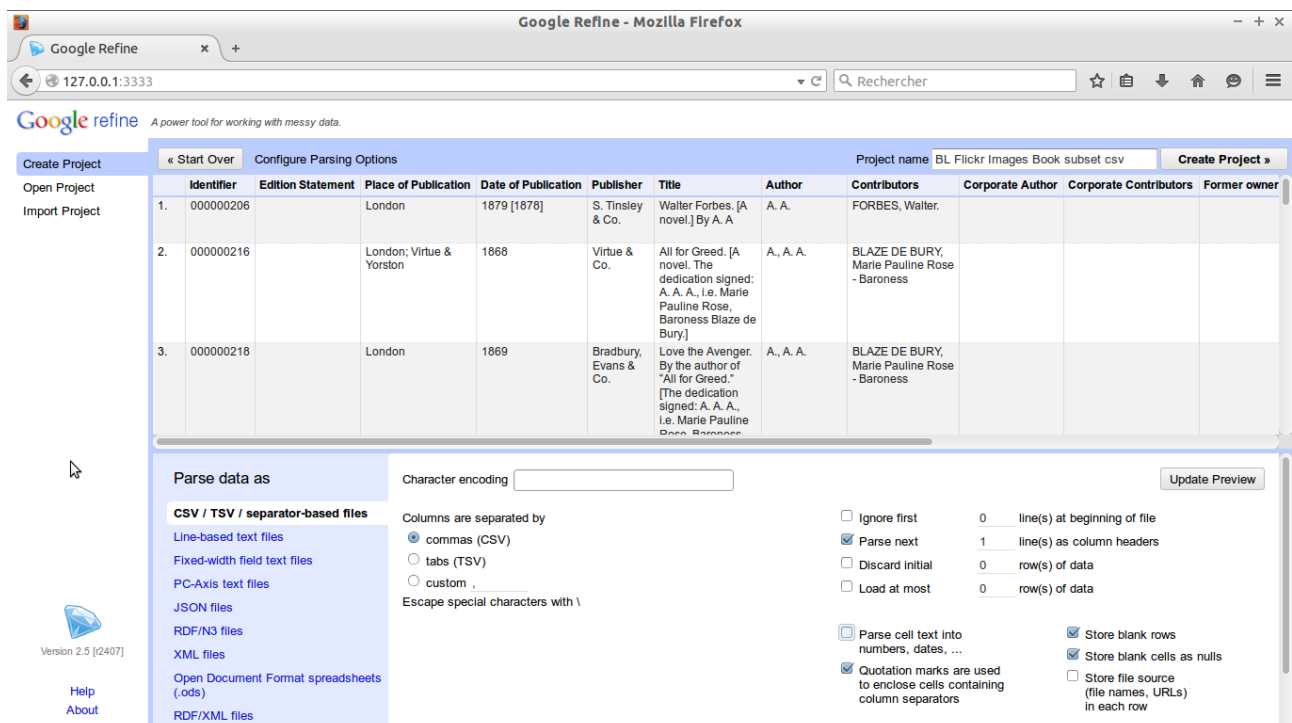 Google Refine - Mozilla Firefox
Google Refine × +
127.0.0.1:3333
Rechercher
Google refine A power tool for working with messy data.
Create Project
Open Project
Import Project
« Start Over Configure Parsing Options Project name BL Flickr Images Book subset csv Create Project »
Identifier Edition Statement Place of Publication Date of Publication Publisher Title Author Contributors Corporate Author Corporate Contributors Former owner
1. 000000206 London 1879 [1878] S. Tinsley Walter Forbes. [A A. A. FORBES, Walter.
& Co. novel.] By A. A
2. 000000216 London; Virtue & 1868 Virtue & All for Greed. [A A., A. A. BLAZE DE BURY,
Yorston Co. novel. The Marie Pauline Rose
dedication signed: - Baroness
A. A. A., i.e. Marie
Pauline Rose,
Baroness Blaze de
Bury.]
3. 000000218 London 1869 Bradbury, Love the Avenger. A., A. A. BLAZE DE BURY,
Evans & By the author of Marie Pauline Rose
Co. "All for Greed." - Baroness
[The dedication
signed: A. A. A.,
i.e. Marie Pauline
Rose, Baroness
Parse data as
CSV / TSV / separator-based files
Line-based text files
Fixed-width field text files
PC-Axis text files
JSON files
RDF/N3 files
XML files
Open Document Format spreadsheets
(.ods)
RDF/XML files
Character encoding
Update Preview
Columns are separated by
commas (CSV)
tabs (TSV)
custom ,
Escape special characters with \
Ignore first 0 line(s) at beginning of file
Parse next 1 line(s) as column headers
Discard initial 0 row(s) of data
Load at most 0 row(s) of data
Parse cell text into
numbers, dates, ...
Quotation marks are used
to enclose cells containing
column separators
Store blank rows
Store blank cells as nulls
Store file source
(file names, URLs)
in each row
Version 2.5 [r2407]
Help
About